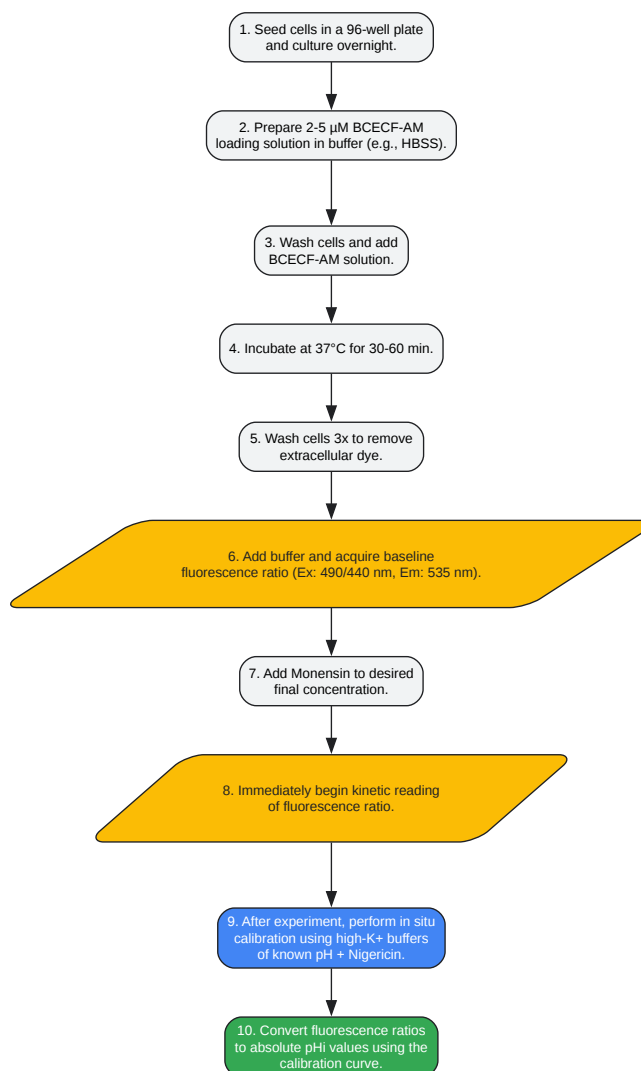 1. Seed cells in a 96-well plate
and culture overnight.
2. Prepare 2-5 µM BCECF-AM
loading solution in buffer (e.g., HBSS).
3. Wash cells and add
BCECF-AM solution.
4. Incubate at 37°C for 30-60 min.
5. Wash cells 3x to remove
extracellular dye.
6. Add buffer and acquire baseline
fluorescence ratio (Ex: 490/440 nm, Em: 535 nm).
7. Add Monensin to desired
final concentration.
8. Immediately begin kinetic reading
of fluorescence ratio.
9. After experiment, perform in situ
calibration using high-K+ buffers
of known pH + Nigericin.
10. Convert fluorescence ratios
to absolute pHi values using the
calibration curve.